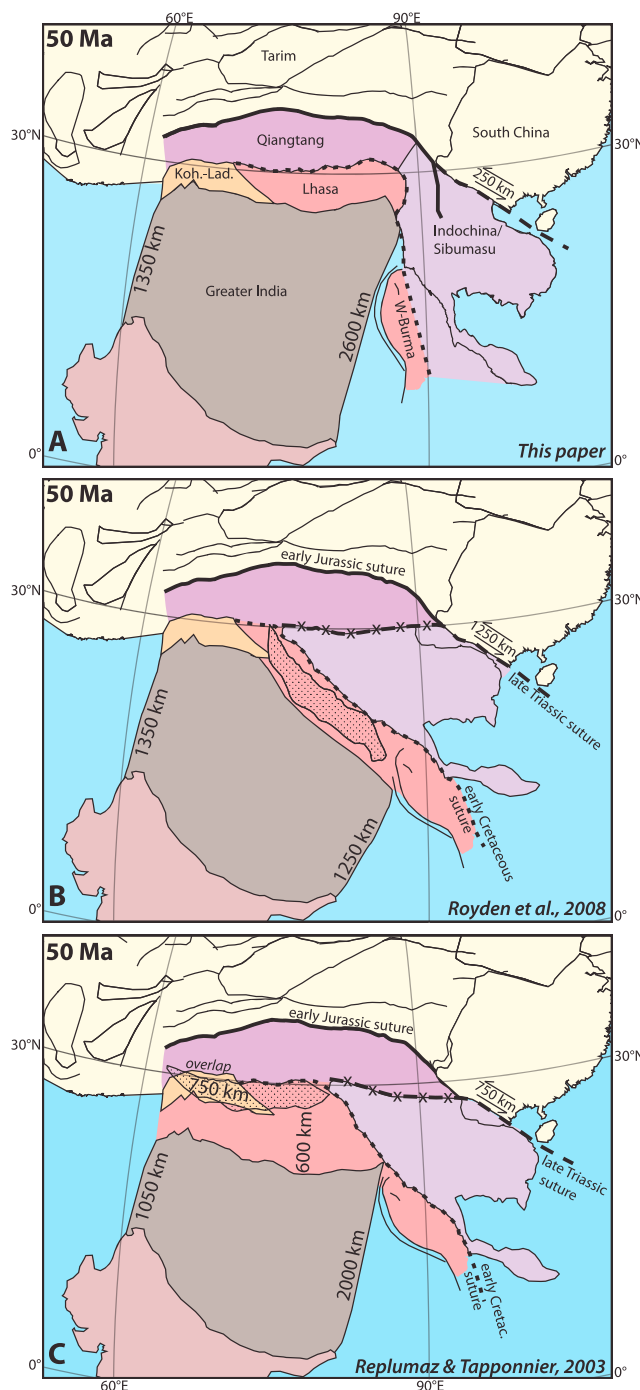 60°E
90°E
50 Ma
Tarim
30°N
30°N
Qiangtang
South China
Koh.-Lad.
Lhasa
250 km
Indochina/
Sibumasu
1350 km
Greater India
2600 km
W-Burma
A
This paper
0°
0°
50 Ma
early Jurassic suture
30°N
30°N
1250 km
late Triassic suture
1350 km
1250 km
early Cretaceous
suture
B
Royden et al., 2008
0°
0°
50 Ma
early Jurassic suture
30°N
30°N
overlap
750 km
750 km
600 km
late Triassic
suture
1050 km
2000 km
early Cretac.
suture
C
Replumaz & Tapponnier, 2003
0°
0°
60°E
90°E